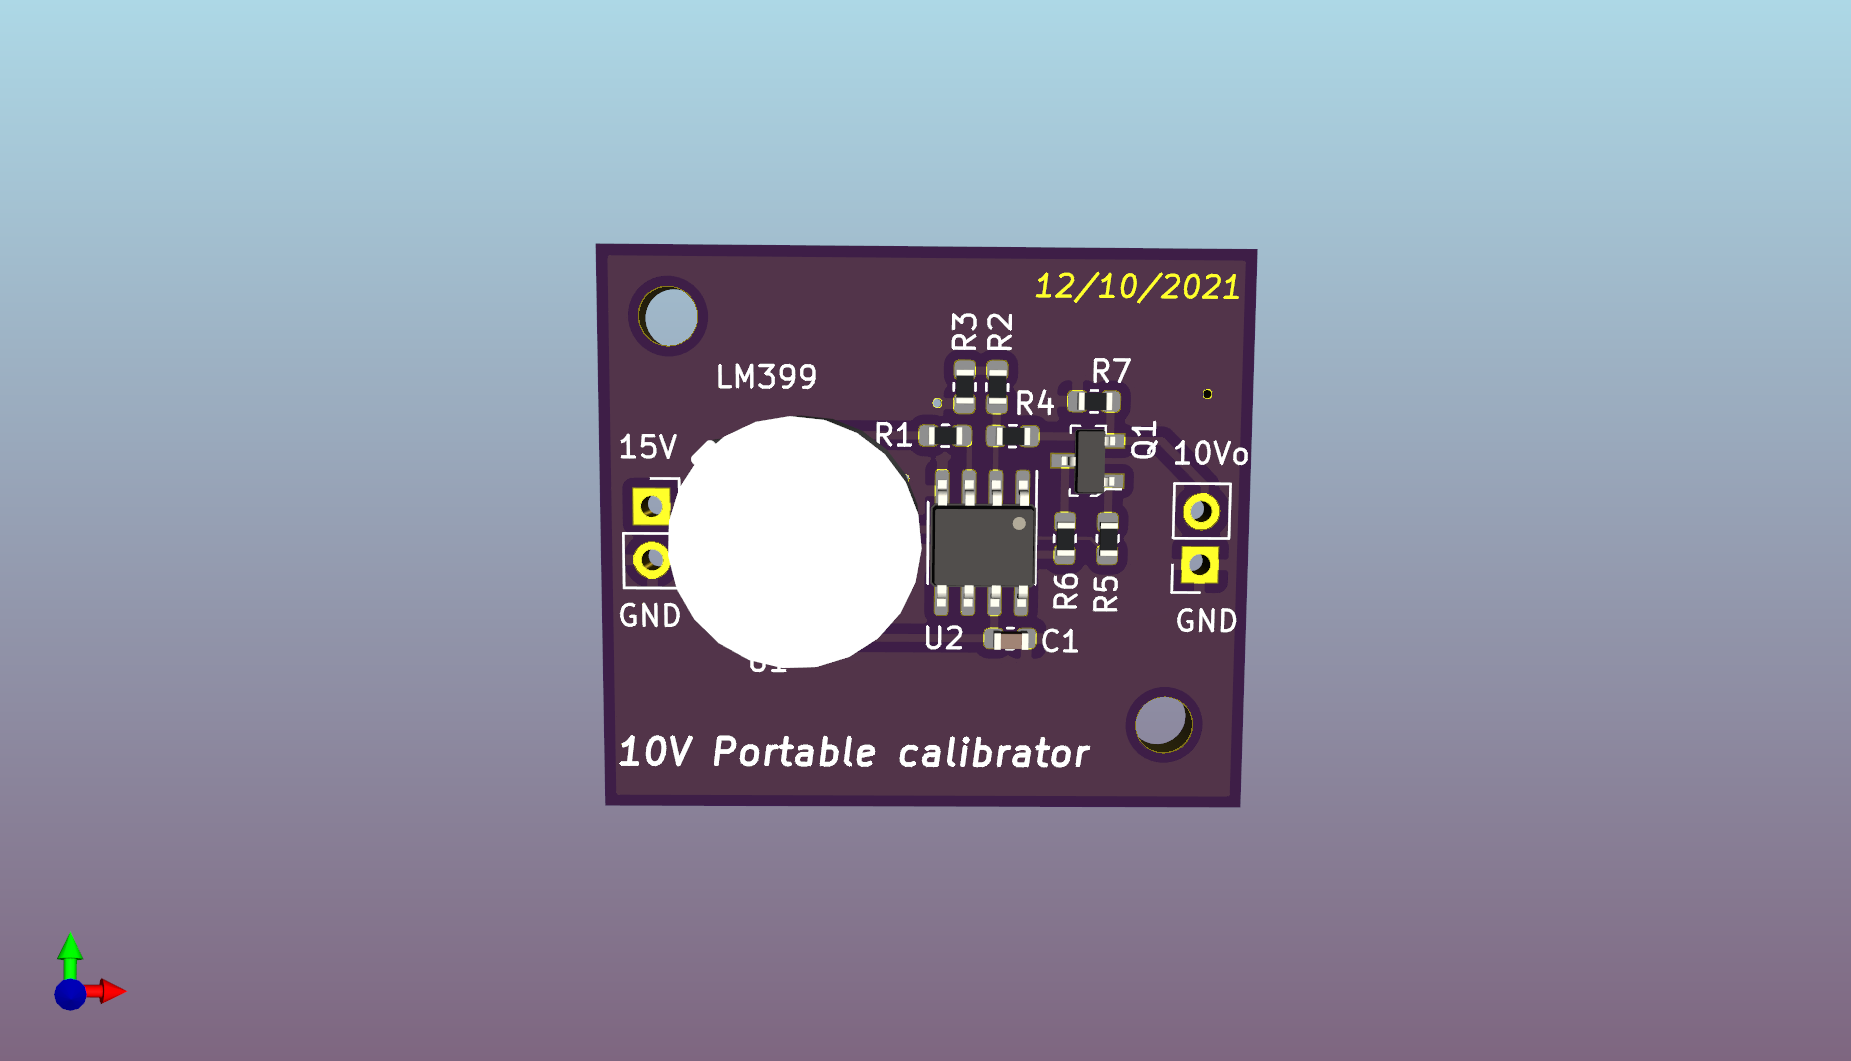 12/10/2021
R3
R2
LM399
R7
R4
R1
Q1
15V
10Vo
R6
R5
GND
GND
U2
C1
10V Portable calibrator